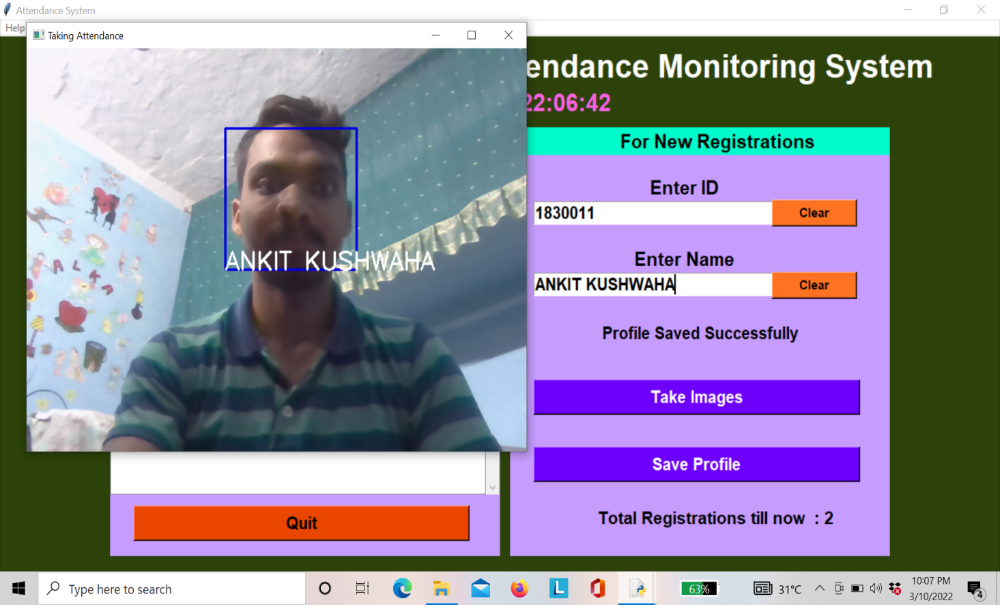 Attendance System
Help
Taking Attendance
endance Monitoring System
22:06:42
For New Registrations
Enter ID
1830011
Clear
Enter Name
ANKIT KUSHWAHA
Clear
ANKIT KUSHWAHA
Profile Saved Successfully
Take Images
Save Profile
Total Registrations till now : 2
Quit
Type here to search
63%
31°C
10:07 PM
3/10/2022
4